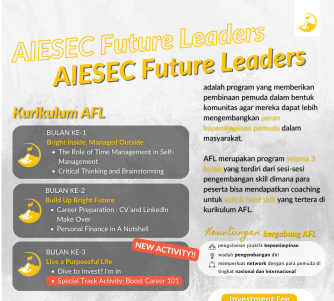 AIESEC Future Leaders
AIESEC Future Leaders
Kurikulum AFL
BULAN KE-1
Bright Inside, Managed Outside
• The Role of Time Management in Self-
Management
• Critical Thinking and Brainstorming
BULAN KE-2
Build Up Bright Future
• Career Preparation : CV and LinkedIn
Make Over
• Personal Finance in A Nutshell
NEW ACTIVITY!!
BULAN KE-3
Live a Purposeful Life
• Dive to Invest! I'm in
• Special Track Activity: Boost Career 101
adalah program yang memberikan
pembinaan pemuda dalam bentuk
komunitas agar mereka dapat lebih
mengembangkan peran
kepemimpinan pemuda dalam
masyarakat.
AFL merupakan program selama 3
bulan yang terdiri dari sesi-sesi
pengembangan skill dimana para
peserta bisa mendapatkan coaching
untuk soft & hard skill yang tertera di
kurikulum AFL.
Keuntungan bergabung AFL
pengalaman praktis kepemimpinan
wadah pengembangan diri
memperluas network dengan para pemuda di
tingkat nasional dan internasional
Investment Fee